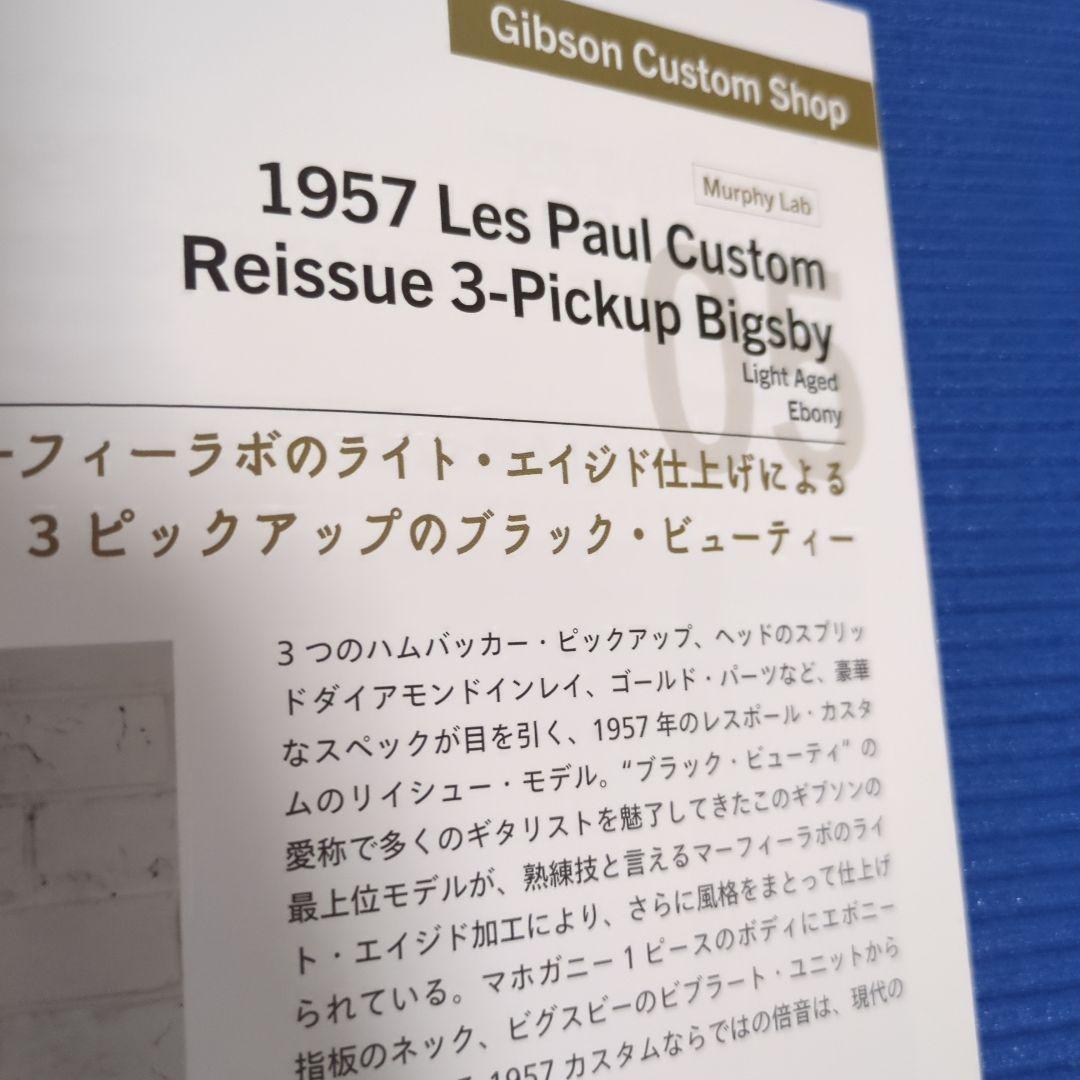 Gibson Custom Shop
Murphy Lab
05
1957 Les Paul Custom
Reissue 3-Pickup Bigsby
Light Aged
Ebony
ーフィーラボのライト・エイジド仕上げによる
3 ピックアップのブラック・ビューティー
3 つのハムバッカー・ピックアップ、ヘッドのスプリッ
ドダイアモンドインレイ、ゴールド・パーツなど、豪華
なスペックが目を引く、1957 年のレスポール・カスタ
ムのリイシュー・モデル。“ブラック・ビューティ” の
愛称で多くのギタリストを魅了してきたこのギブソンの
最上位モデルが、熟練技と言えるマーフィーラボのライ
ト・エイジド加工により、さらに風格をまとって仕上げ
られている。マホガニー 1 ピースのボディにエボニー
指板のネック、ビグスビーのビブラート・ユニットから
1957 カスタムならではの倍音は、現代の